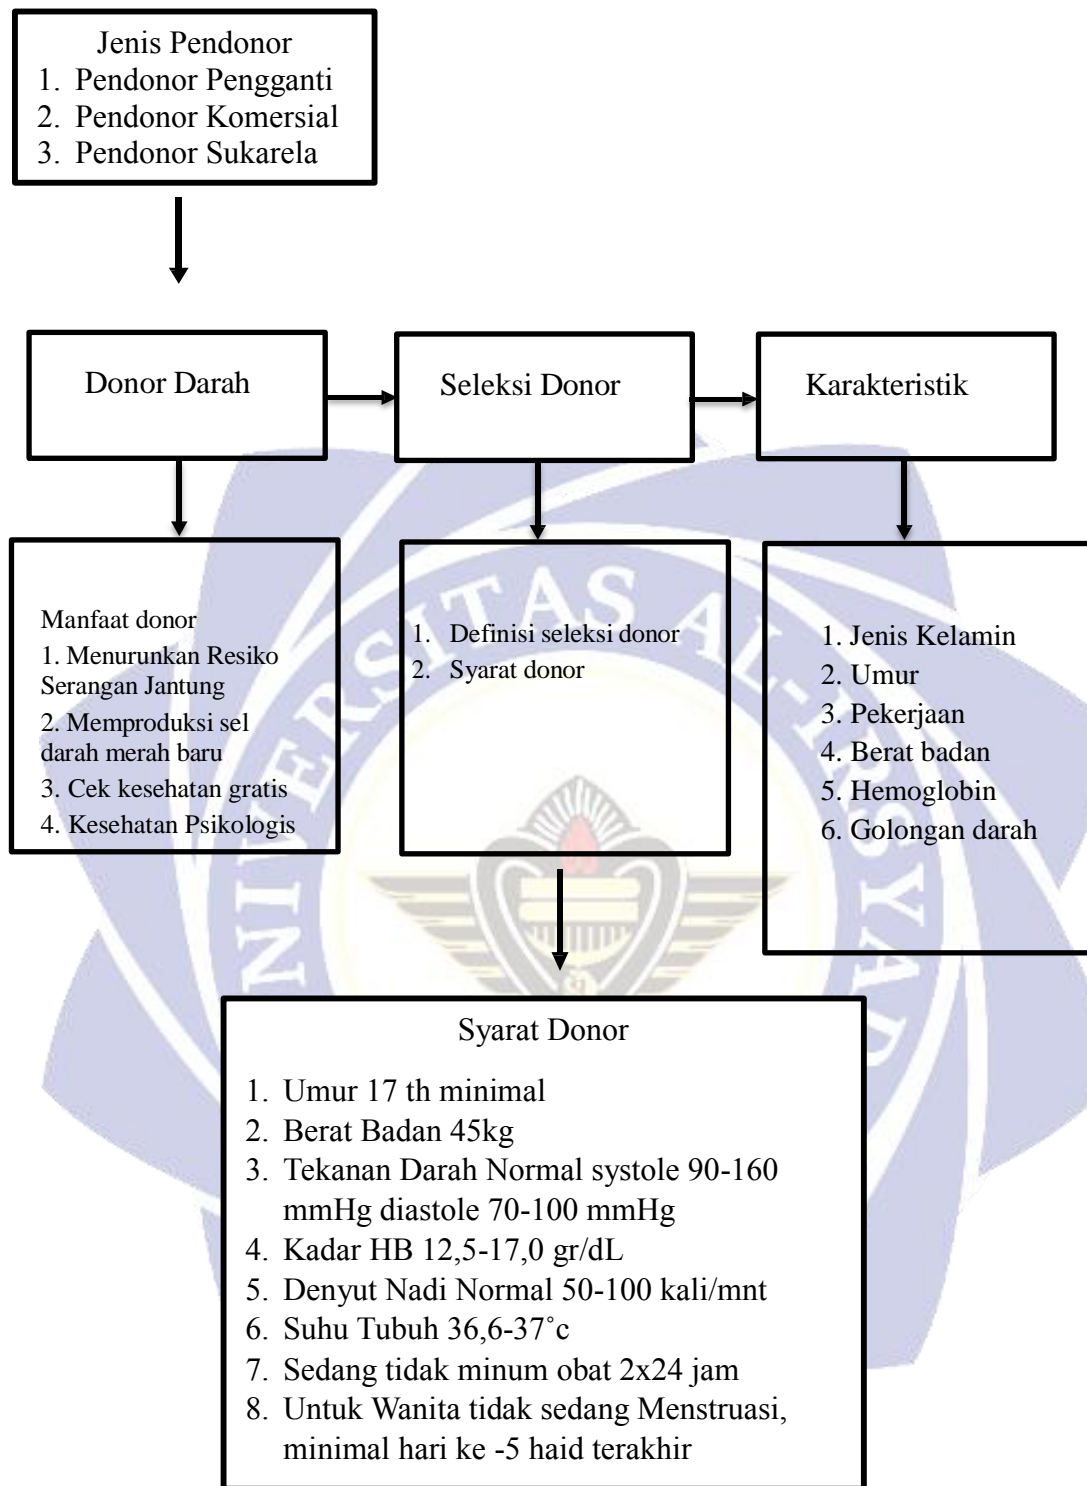 Jenis Pendonor
1. Pendonor Pengganti
2. Pendonor Komersial
3. Pendonor Sukarela
Donor Darah
Seleksi Donor
Karakteristik
Manfaat donor
1. Menurunkan Resiko
Serangan Jantung
2. Memproduksi sel
darah merah baru
3. Cek kesehatan gratis
4. Kesehatan Psikologis
1. Definisi seleksi donor
2. Syarat donor
1. Jenis Kelamin
2. Umur
3. Pekerjaan
4. Berat badan
5. Hemoglobin
6. Golongan darah
UNIVERSITAS AL-IRSYAD
Syarat Donor
1. Umur 17 th minimal
2. Berat Badan 45kg
3. Tekanan Darah Normal systole 90-160
mmHg diastole 70-100 mmHg
4. Kadar HB 12,5-17,0 gr/dL
5. Denyut Nadi Normal 50-100 kali/mnt
6. Suhu Tubuh 36,6-37˚c
7. Sedang tidak minum obat 2x24 jam
8. Untuk Wanita tidak sedang Menstruasi,
minimal hari ke -5 haid terakhir